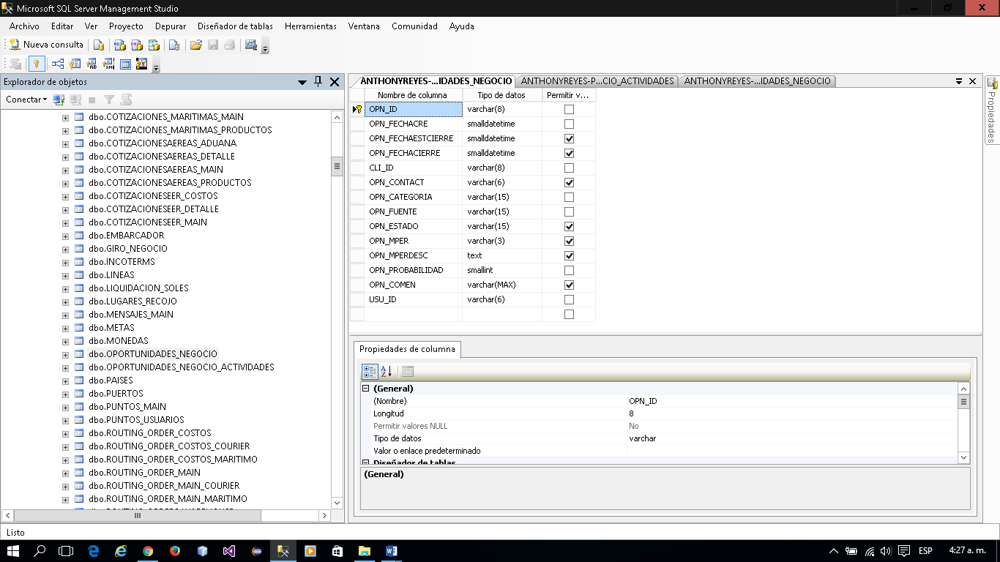 Microsoft SQL Server Management Studio
Archivo Editar Ver Proyecto Depurar Diseñador de tablas Herramientas Ventana Comunidad Ayuda
Nueva consulta
Explorador de objetos
Conectar
dbo.COTIZACIONES_MARITIMAS_MAIN
dbo.COTIZACIONES_MARITIMAS_PRODUCTOS
dbo.COTIZACIONESAEREAS_ADUANA
dbo.COTIZACIONESAEREAS_DETALLE
dbo.COTIZACIONESAEREAS_MAIN
dbo.COTIZACIONESAEREAS_PRODUCTOS
dbo.COTIZACIONESEER_COSTOS
dbo.COTIZACIONESEER_DETALLE
dbo.COTIZACIONESEER_MAIN
dbo.EMBARCADOR
dbo.GIRO_NEGOCIO
dbo.INCOTERMS
dbo.LINEAS
dbo.LIQUIDACION_SOLES
dbo.LUGARES_RECOJO
dbo.MENSAJES_MAIN
dbo.METAS
dbo.MONEDAS
dbo.OPORTUNIDADES_NEGOCIO
dbo.OPORTUNIDADES_NEGOCIO_ACTIVIDADES
dbo.PAISES
dbo.PUERTOS
dbo.PUNTOS_MAIN
dbo.PUNTOS_USUARIOS
dbo.ROUTING_ORDER_COSTOS
dbo.ROUTING_ORDER_COSTOS_COURIER
dbo.ROUTING_ORDER_COSTOS_MARITIMO
dbo.ROUTING_ORDER_MAIN
dbo.ROUTING_ORDER_MAIN_COURIER
dbo.ROUTING_ORDER_MAIN_MARITIMO
ANTHONYREYES-...IDADES_NEGOCIO ANTHONYREYES-P...CIO_ACTIVIDADES ANTHONYREYES-...IDADES_NEGOCIO
Nombre de columna Tipo de datos Permitir v...
OPN_ID varchar(8)
OPN_FECHACRE smalldatetime
OPN_FECHAESTCIERRE smalldatetime
OPN_FECHACIERRE smalldatetime
CLI_ID varchar(8)
OPN_CONTACT varchar(6)
OPN_CATEGORIA varchar(15)
OPN_FUENTE varchar(15)
OPN_ESTADO varchar(15)
OPN_MPER varchar(3)
OPN_MPERDESC text
OPN_PROBABILIDAD smallint
OPN_COMEN varchar(MAX)
USU_ID varchar(6)
Propiedades de columna
(General)
(Nombre) OPN_ID
Longitud 8
Permitir valores NULL No
Tipo de datos varchar
Valor o enlace predeterminado
Diseñador de tablas
(General)
Propiedades
Listo
ESP 4:27 a. m.